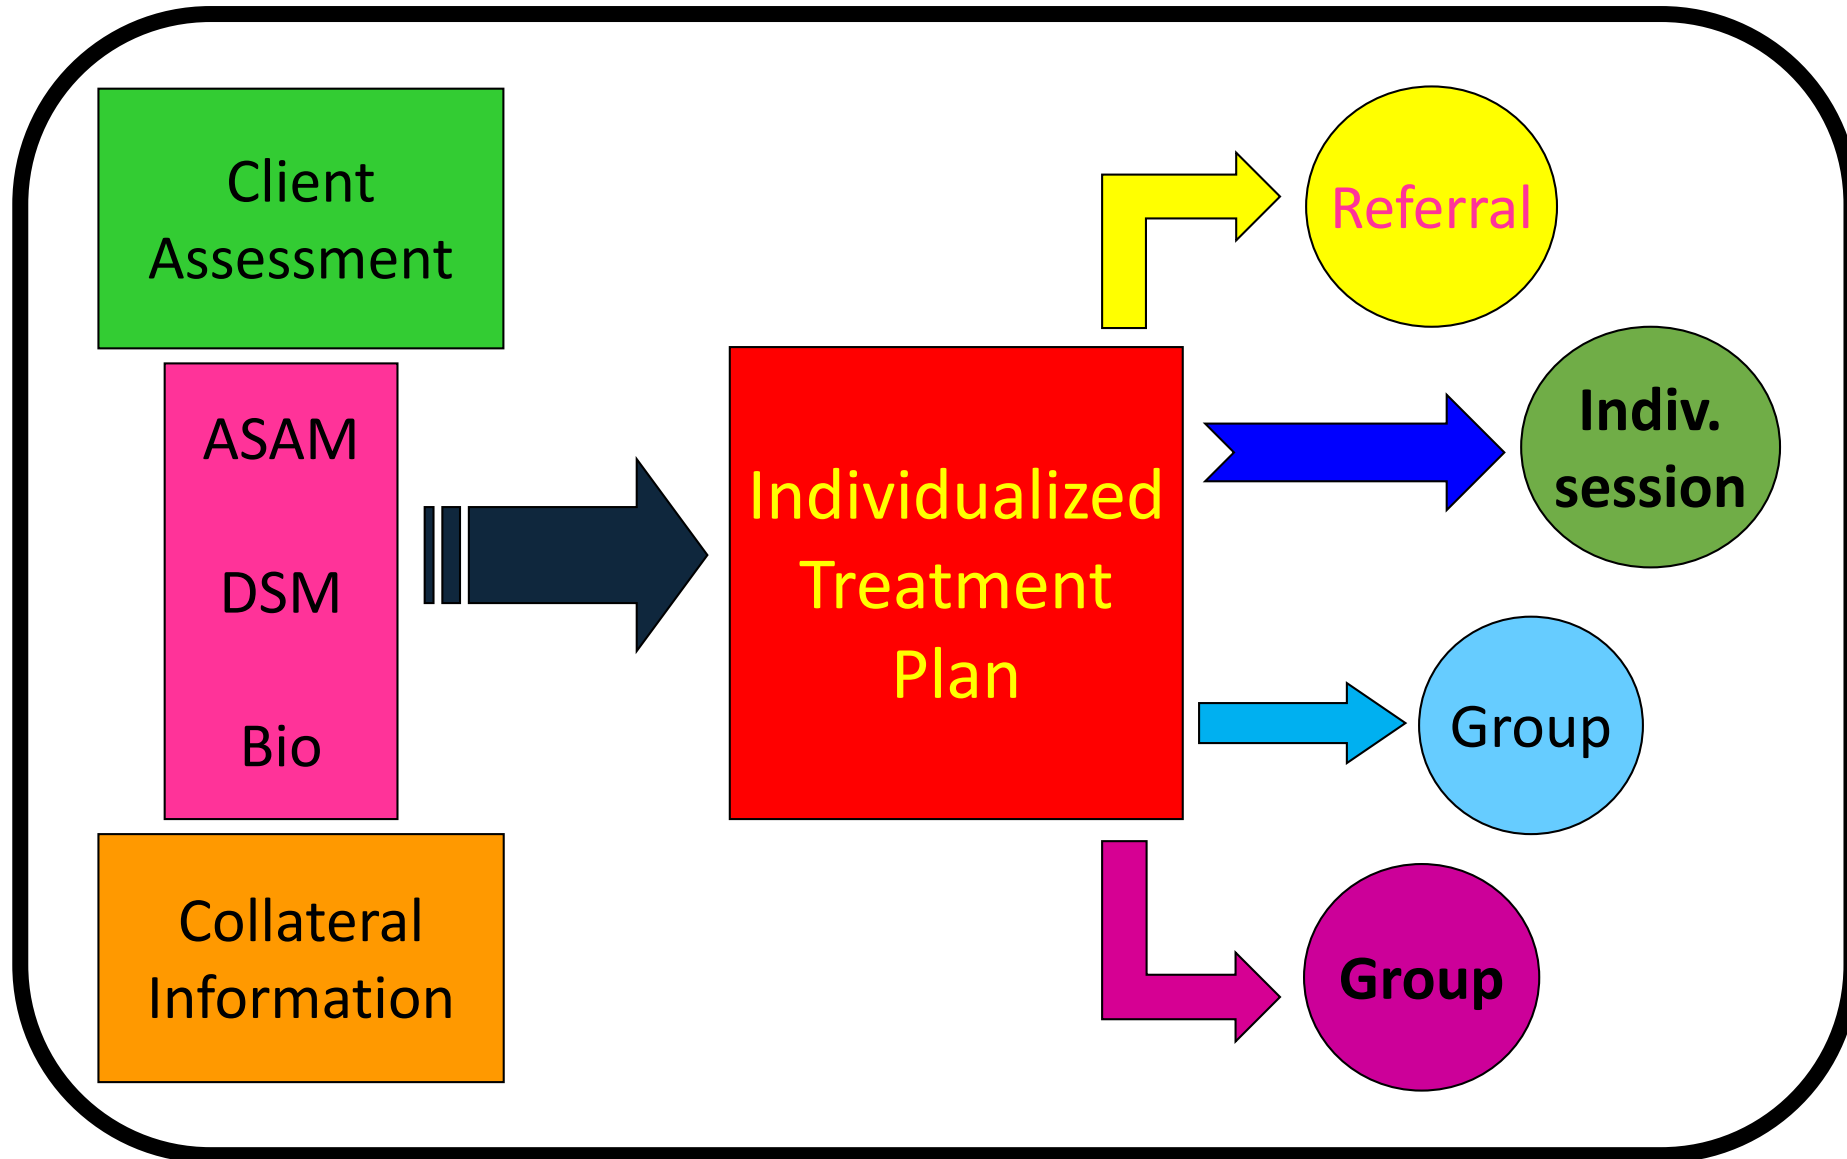 Client
Assessment
ASAM
DSM
Bio
Collateral
Information
Individualized
Treatment
Plan
Referral
Indiv.
session
Group
Group